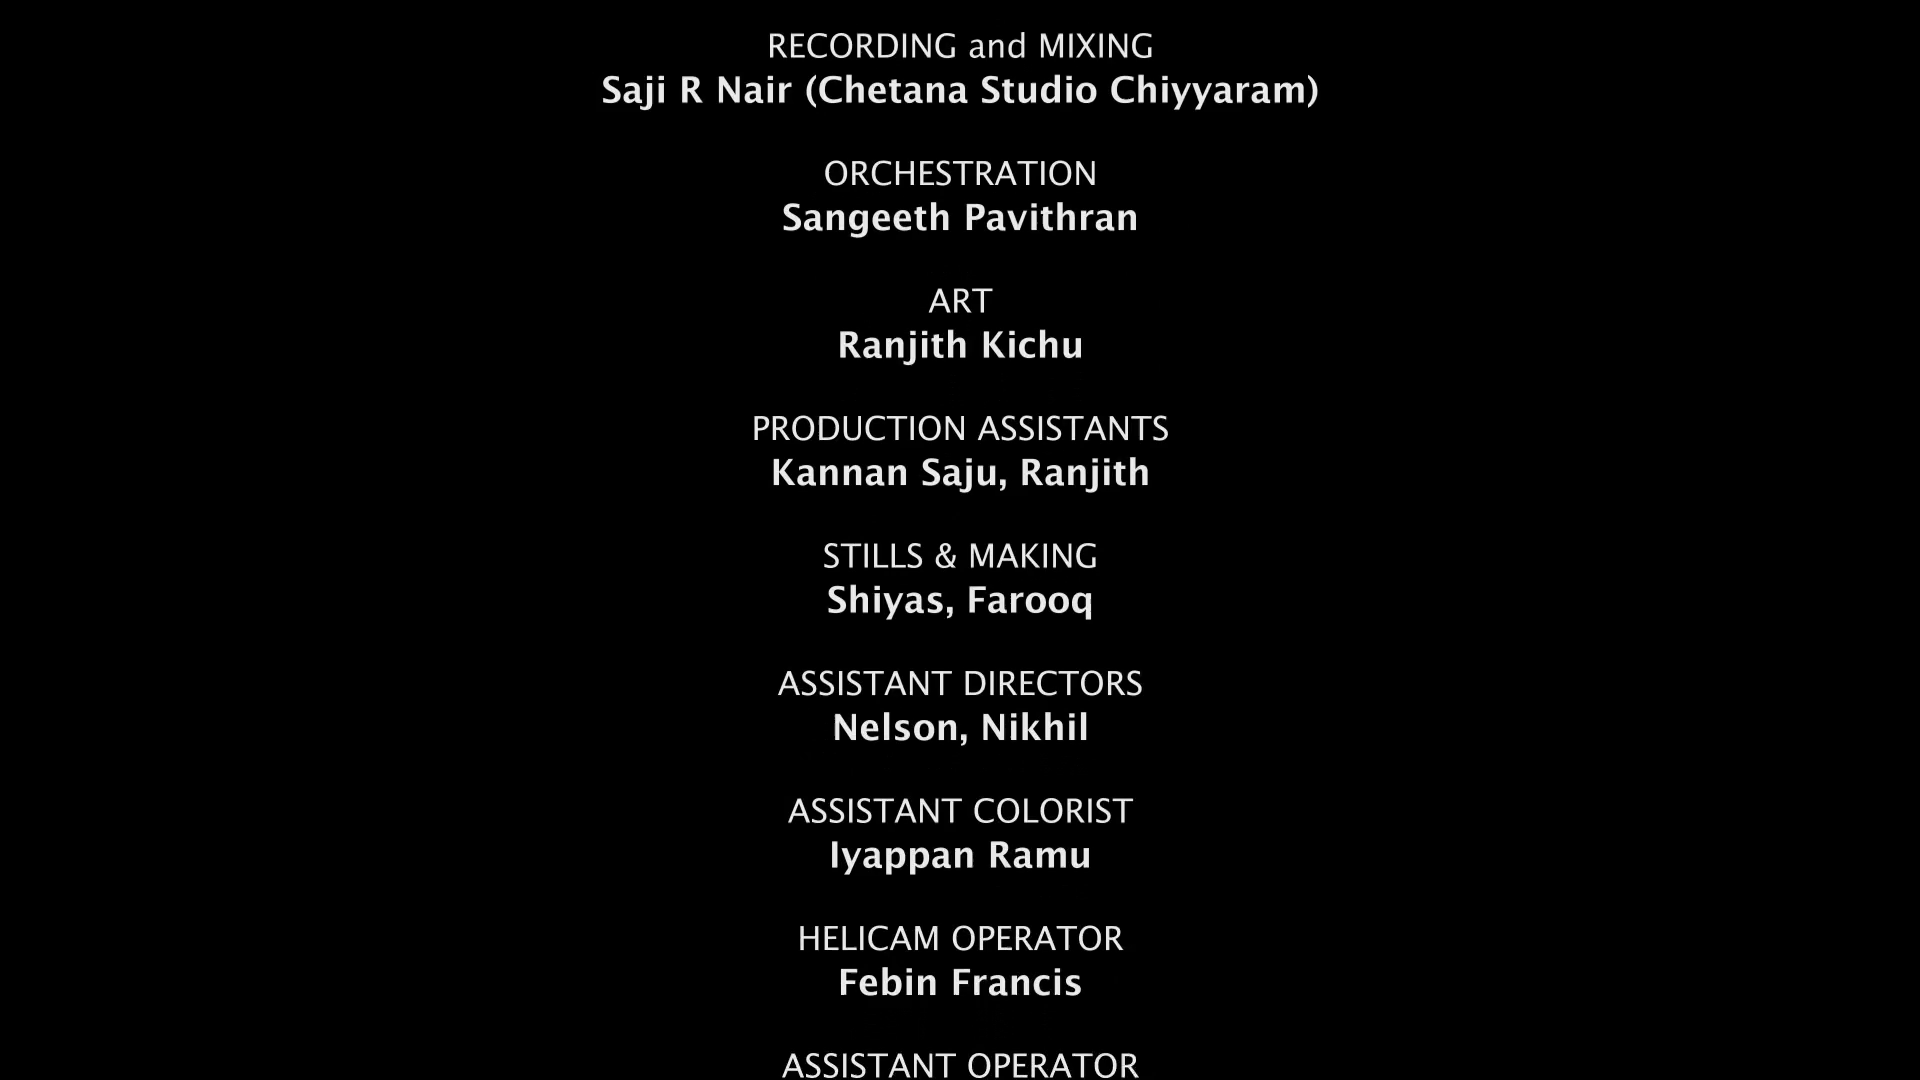 RECORDING and MIXING
Saji R Nair (Chetana Studio Chiyyaram)
ORCHESTRATION
Sangeeth Pavithran
ART
Ranjith Kichu
PRODUCTION ASSISTANTS
Kannan Saju, Ranjith
STILLS & MAKING
Shiyas, Farooq
ASSISTANT DIRECTORS
Nelson, Nikhil
ASSISTANT COLORIST
Iyappan Ramu
HELICAM OPERATOR
Febin Francis
ASSISTANT OPERATOR